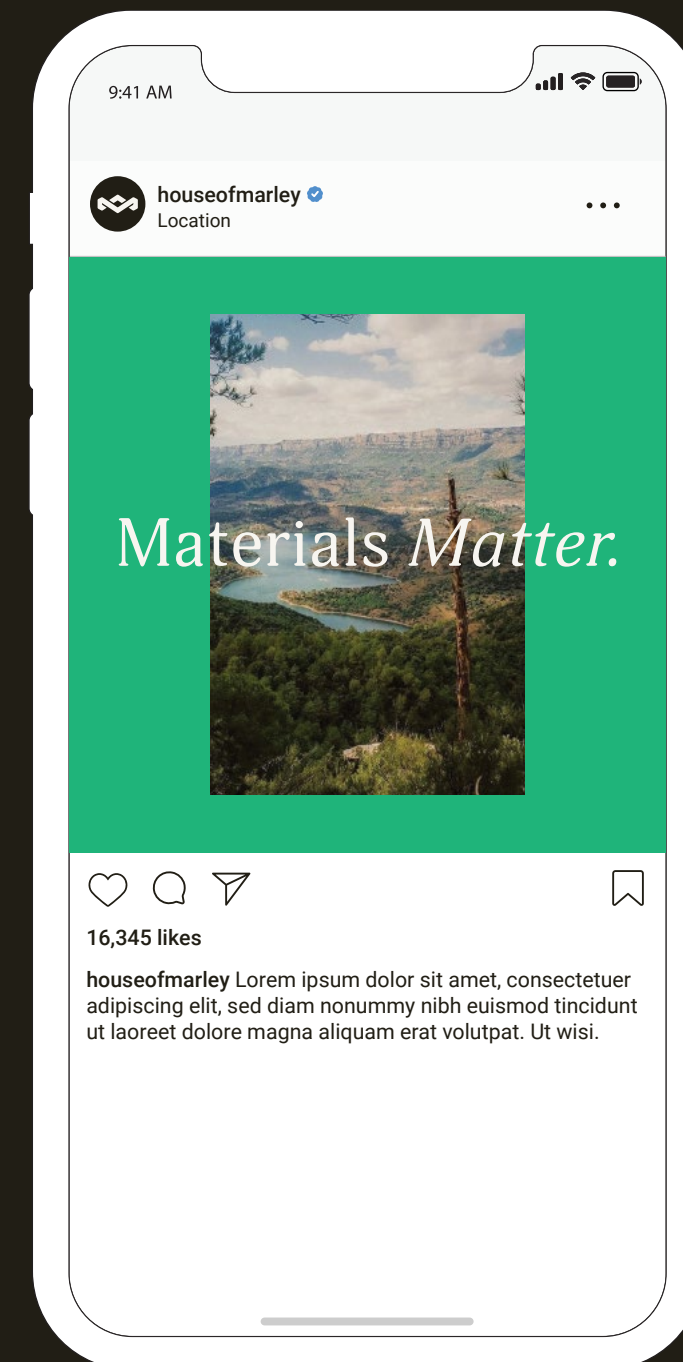 9:41 AM
houseofmarley
Location
Materials Matter.
16,345 likes
houseofmarley Lorem ipsum dolor sit amet, consectetuer
adipiscing elit, sed diam nonummy nibh euismod tincidunt
ut laoreet dolore magna aliquam erat volutpat. Ut wisi.